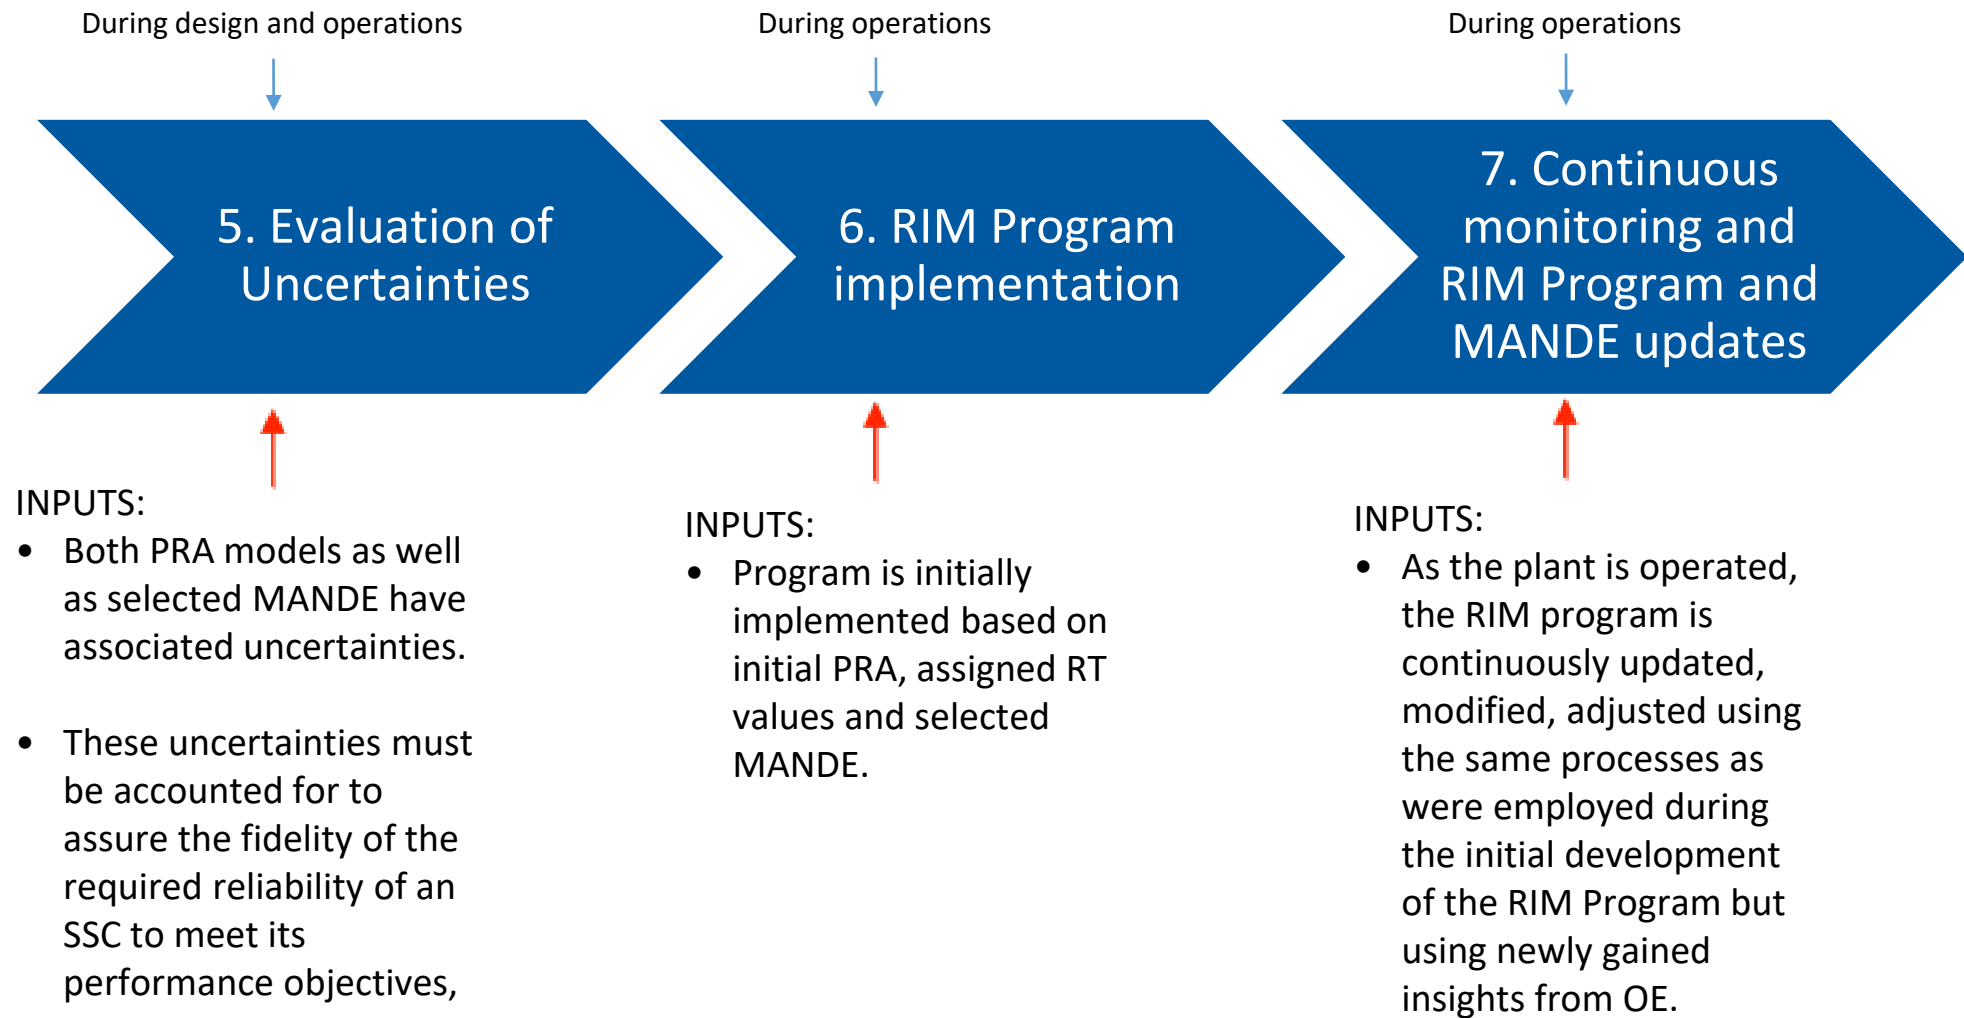 During design and operations
During operations
During operations
5. Evaluation of
Uncertainties
6. RIM Program
implementation
7. Continuous
monitoring and
RIM Program and
MANDE updates
INPUTS:
• Both PRA models as well
as selected MANDE have
associated uncertainties.
• These uncertainties must
be accounted for to
assure the fidelity of the
required reliability of an
SSC to meet its
performance objectives,
INPUTS:
• Program is initially
implemented based on
initial PRA, assigned RT
values and selected
MANDE.
INPUTS:
• As the plant is operated,
the RIM program is
continuously updated,
modified, adjusted using
the same processes as
were employed during
the initial development
of the RIM Program but
using newly gained
insights from OE.